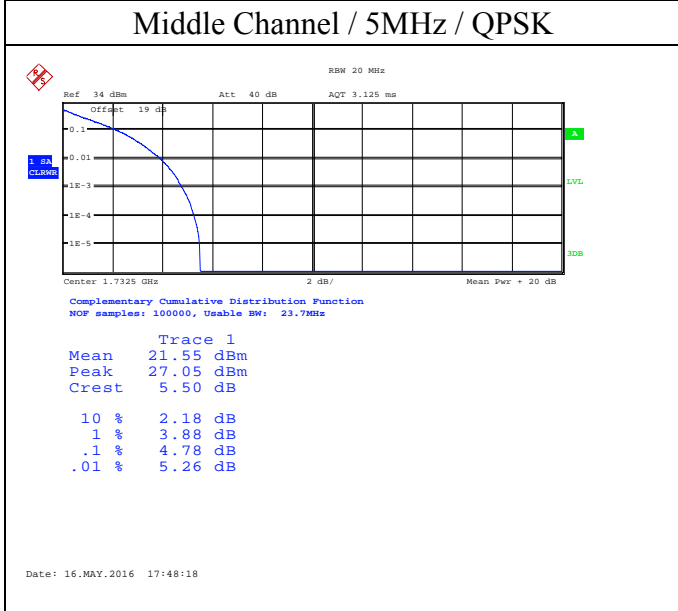 Middle Channel / 5MHz / QPSK
R S
RBW 20 MHz
Ref 34 dBm Att 40 dB AQT 3.125 ms
Offset 19 dB
0.1
A
0.01
1 SA
CLRWR
1E-3
LVL
1E-4
1E-5
3DB
Center 1.7325 GHz 2 dB/ Mean Pwr + 20 dB
Complementary Cumulative Distribution Function
NOF samples: 100000, Usable BW: 23.7MHz
Trace 1
Mean 21.55 dBm
Peak 27.05 dBm
Crest 5.50 dB
10 % 2.18 dB
1 % 3.88 dB
.1 % 4.78 dB
.01 % 5.26 dB
Date: 16.MAY.2016 17:48:18